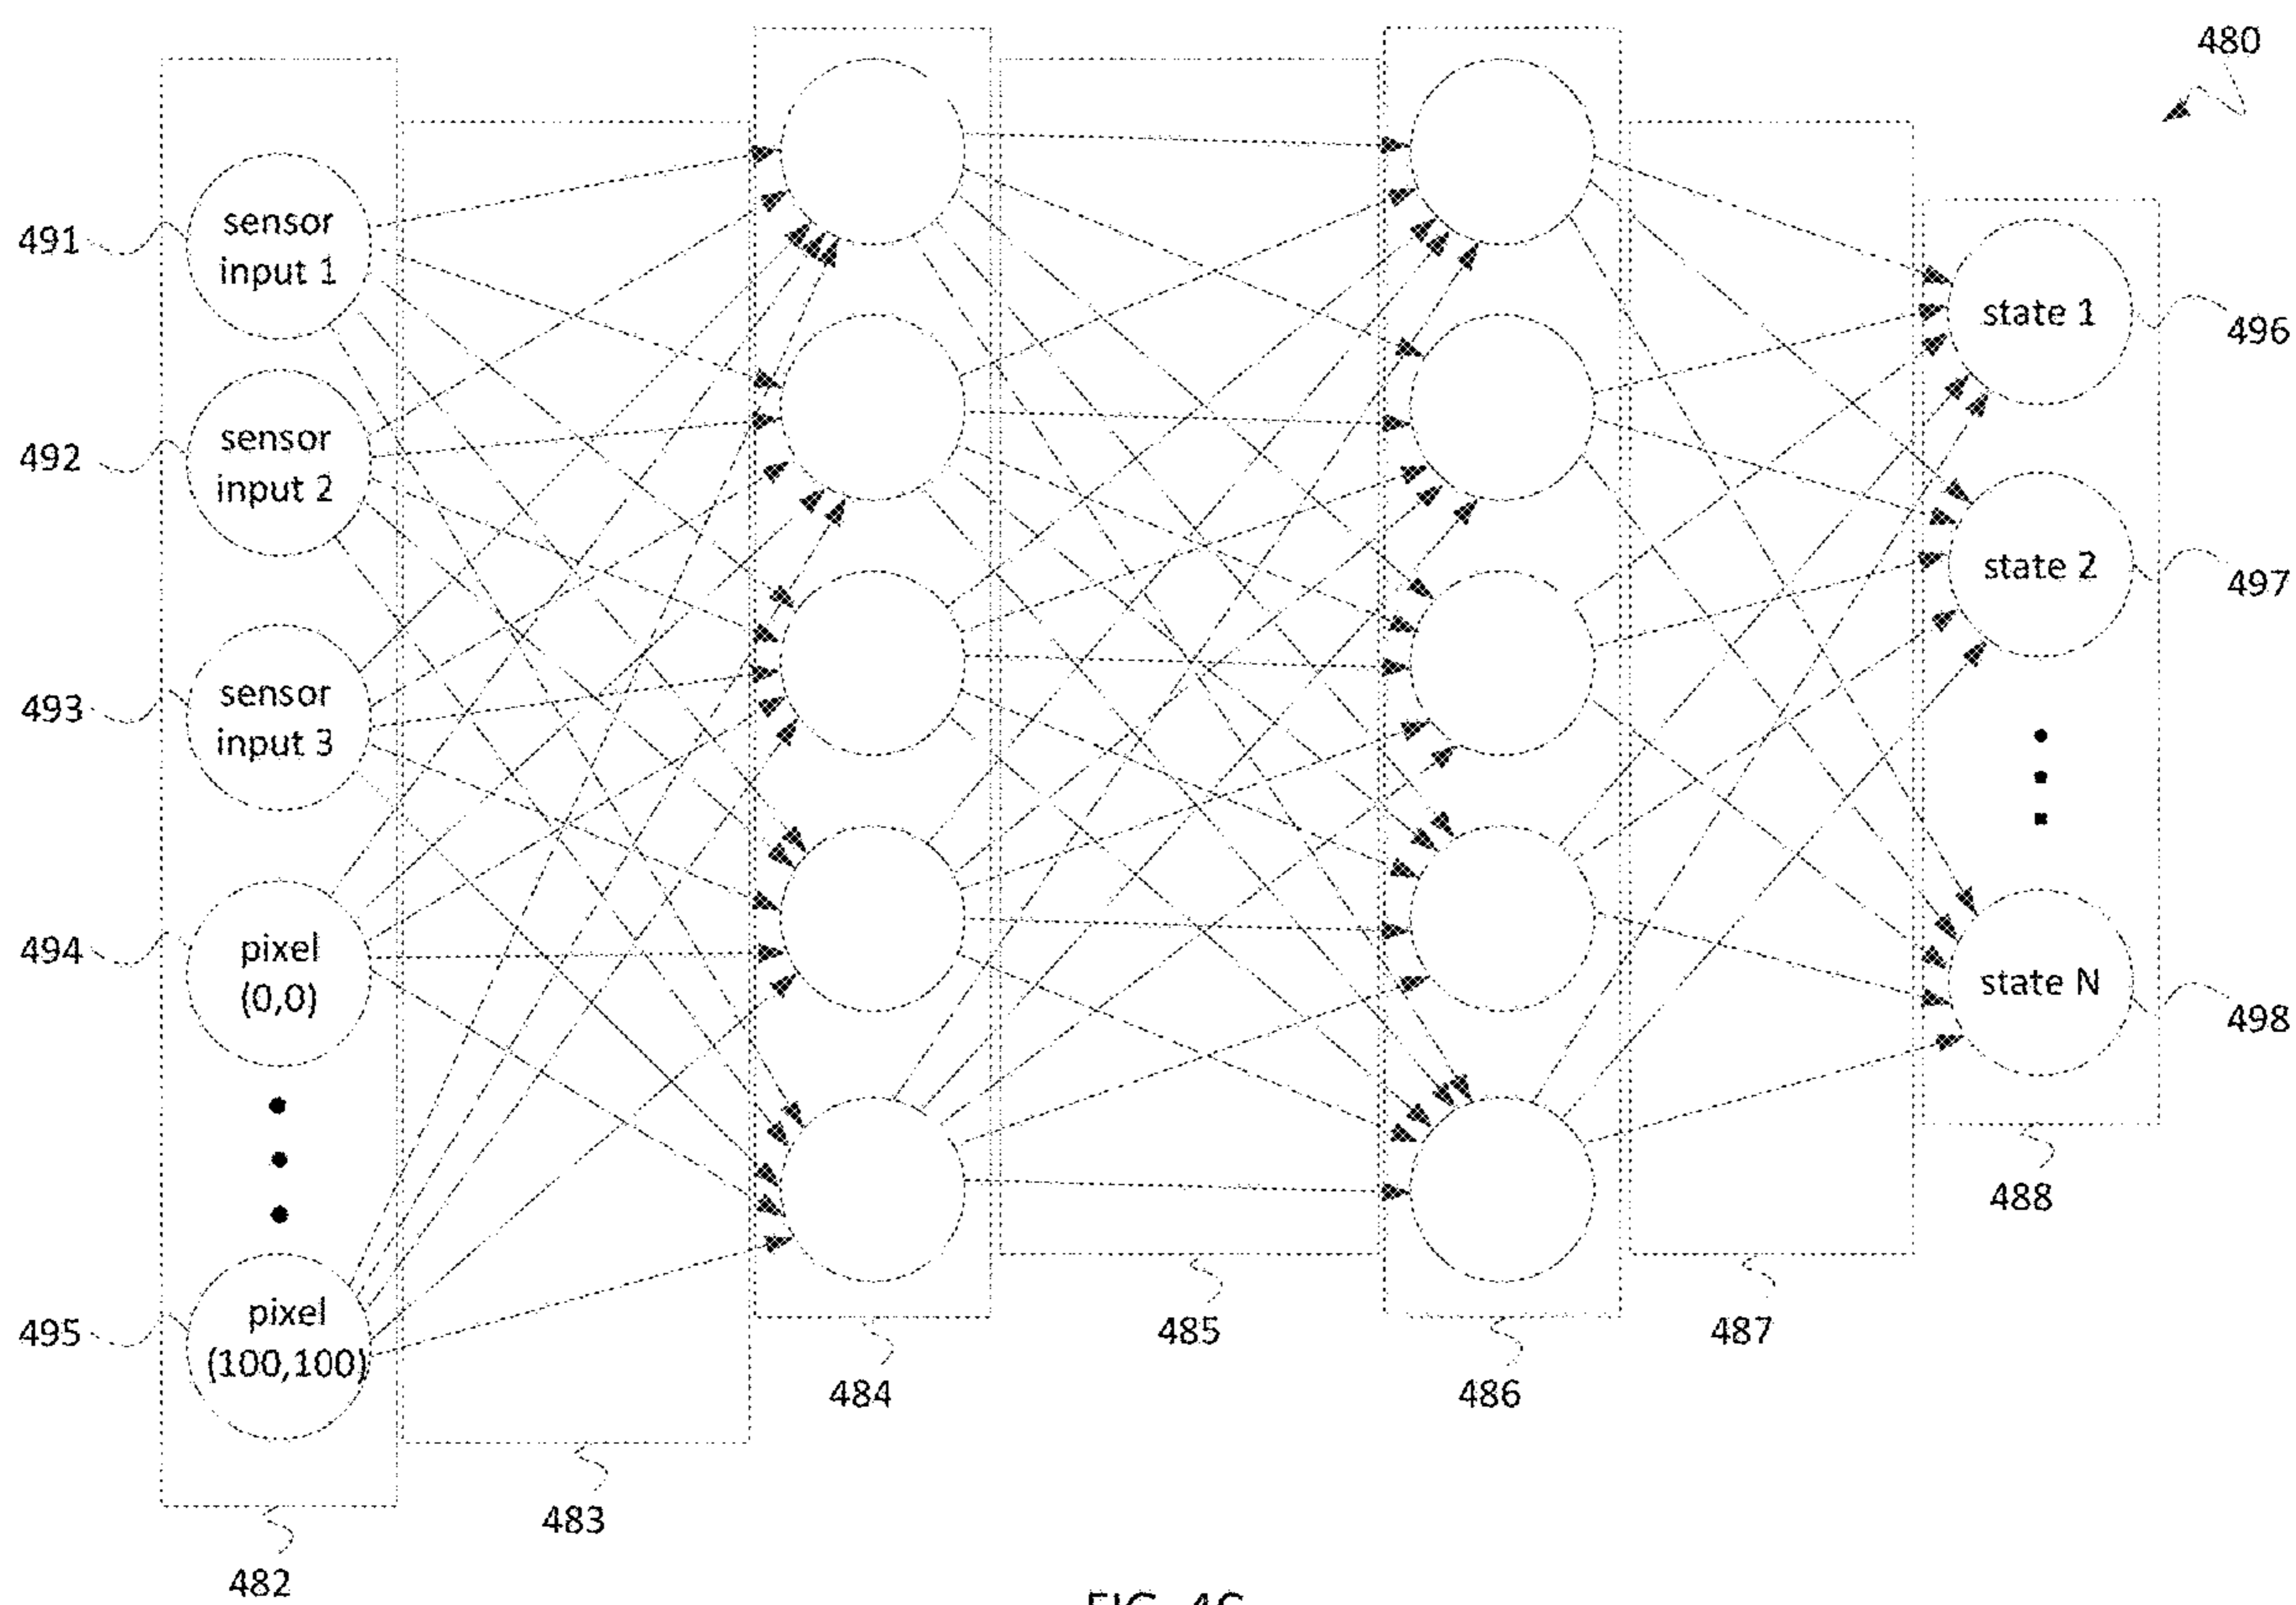 480
491
sensor
input 1
state 1
496
492
sensor
input 2
state 2
497
493
sensor
input 3
494
pixel
(0,0)
state N
498
488
495
pixel
(100,100)
485
487
484
486
483
482